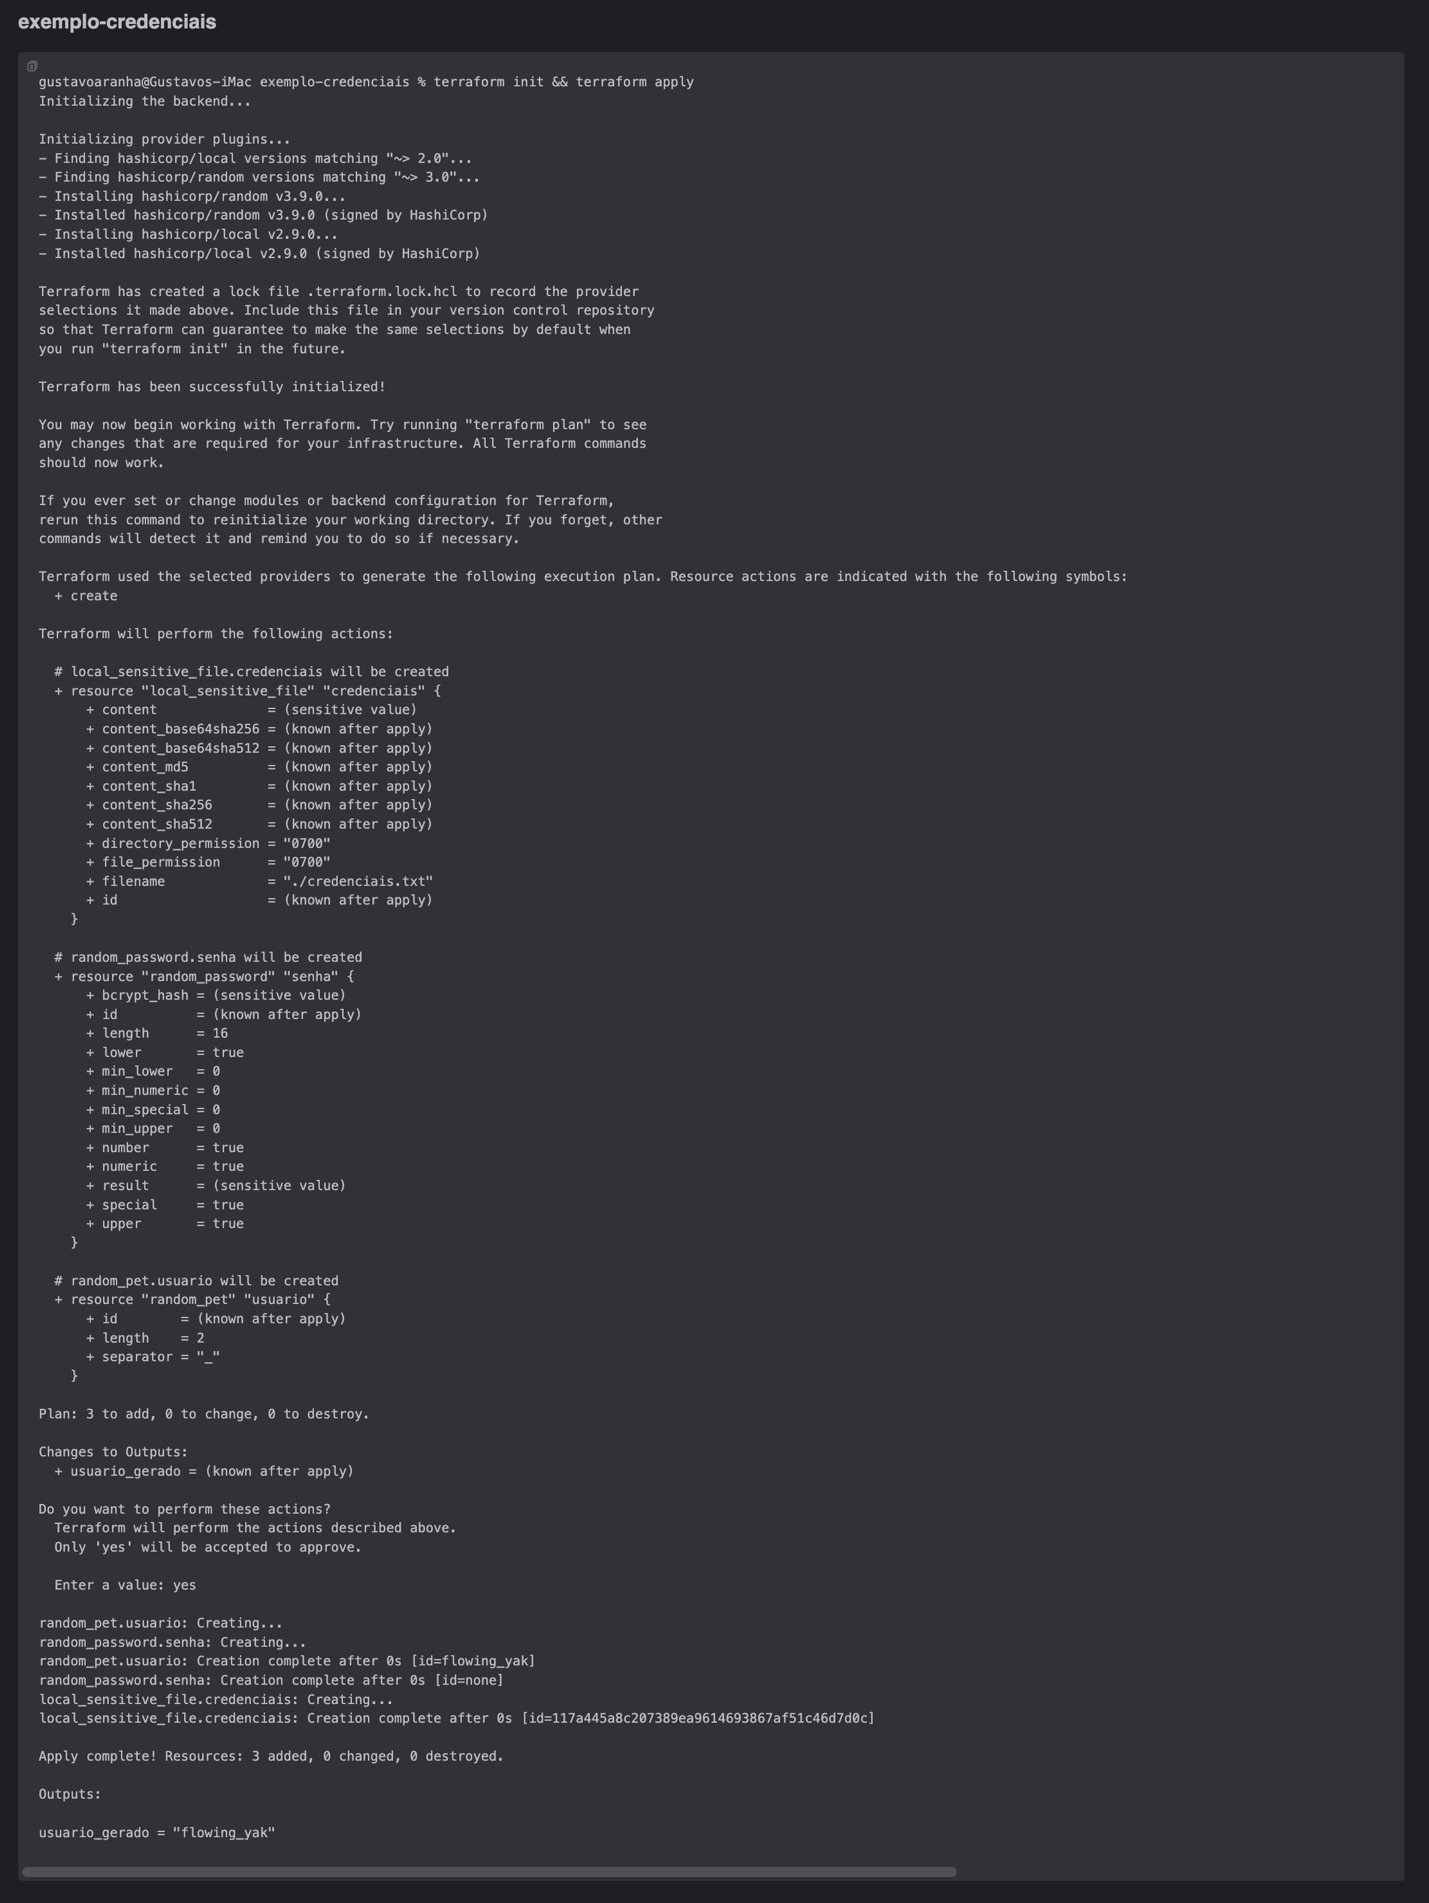 exemplo-credenciais
gustavoaranha@Gustavos-iMac exemplo-credenciais % terraform init && terraform apply
Initializing the backend...
Initializing provider plugins...
- Finding hashicorp/local versions matching "~> 2.0"...
- Finding hashicorp/random versions matching "~> 3.0"...
- Installing hashicorp/random v3.9.0...
- Installed hashicorp/random v3.9.0 (signed by HashiCorp)
- Installing hashicorp/local v2.9.0...
- Installed hashicorp/local v2.9.0 (signed by HashiCorp)
Terraform has created a lock file .terraform.lock.hcl to record the provider
selections it made above. Include this file in your version control repository
so that Terraform can guarantee to make the same selections by default when
you run "terraform init" in the future.
Terraform has been successfully initialized!
You may now begin working with Terraform. Try running "terraform plan" to see
any changes that are required for your infrastructure. All Terraform commands
should now work.
If you ever set or change modules or backend configuration for Terraform,
rerun this command to reinitialize your working directory. If you forget, other
commands will detect it and remind you to do so if necessary.
Terraform used the selected providers to generate the following execution plan. Resource actions are indicated with the following symbols:
  + create
Terraform will perform the following actions:
  # local_sensitive_file.credenciais will be created
  + resource "local_sensitive_file" "credenciais" {
      + content              = (sensitive value)
      + content_base64sha256 = (known after apply)
      + content_base64sha512 = (known after apply)
      + content_md5          = (known after apply)
      + content_sha1         = (known after apply)
      + content_sha256       = (known after apply)
      + content_sha512       = (known after apply)
      + directory_permission = "0700"
      + file_permission      = "0700"
      + filename             = "./credenciais.txt"
      + id                   = (known after apply)
    }
  # random_password.senha will be created
  + resource "random_password" "senha" {
      + bcrypt_hash = (sensitive value)
      + id          = (known after apply)
      + length      = 16
      + lower       = true
      + min_lower   = 0
      + min_numeric = 0
      + min_special = 0
      + min_upper   = 0
      + number      = true
      + numeric     = true
      + result      = (sensitive value)
      + special     = true
      + upper       = true
    }
  # random_pet.usuario will be created
  + resource "random_pet" "usuario" {
      + id        = (known after apply)
      + length    = 2
      + separator = "_"
    }
Plan: 3 to add, 0 to change, 0 to destroy.
Changes to Outputs:
  + usuario_gerado = (known after apply)
Do you want to perform these actions?
  Terraform will perform the actions described above.
  Only 'yes' will be accepted to approve.
  Enter a value: yes
random_pet.usuario: Creating...
random_password.senha: Creating...
random_pet.usuario: Creation complete after 0s [id=flowing_yak]
random_password.senha: Creation complete after 0s [id=none]
local_sensitive_file.credenciais: Creating...
local_sensitive_file.credenciais: Creation complete after 0s [id=117a445a8c207389ea9614693867af51c46d7d0c]
Apply complete! Resources: 3 added, 0 changed, 0 destroyed.
Outputs:
usuario_gerado = "flowing_yak"